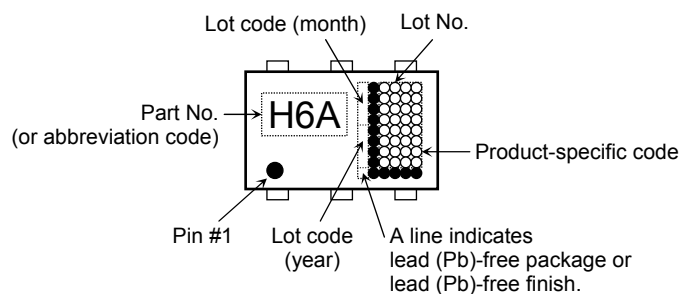 Lot code (month)
Lot No.
Part No.
(or abbreviation code)
H6A
Product-specific code
Pin #1
Lot code
(year)
A line indicates
lead (Pb)-free package or
lead (Pb)-free finish.